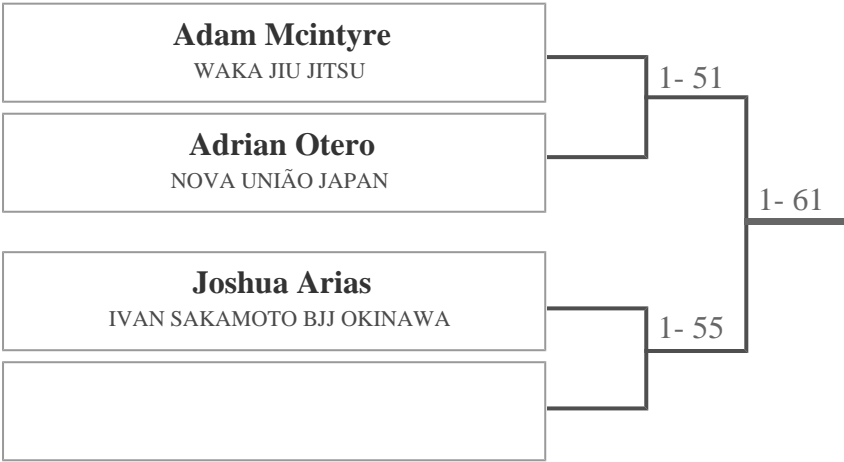 Adam Mcintyre
WAKA JIU JITSU
1- 51
Adrian Otero
NOVA UNIÃO JAPAN
1- 61
Joshua Arias
IVAN SAKAMOTO BJJ OKINAWA
1- 55